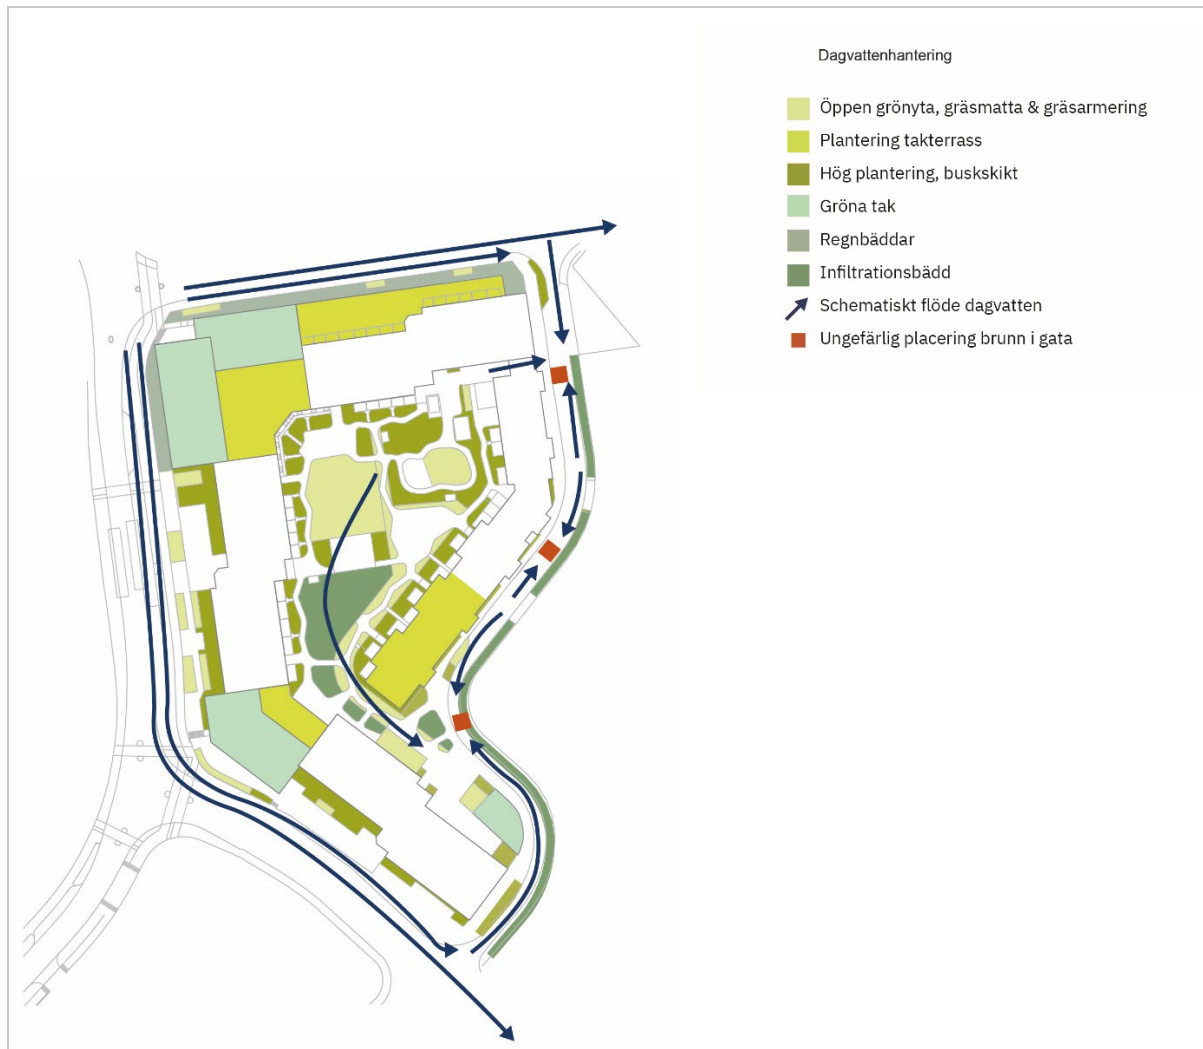 Dagvattenhantering
Öppen grönyta, gräsmatta & gräsarmering
Plantering takterrass
Hög plantering, buskskikt
Gröna tak
Regnbäddar
Infiltrationsbädd
Schematiskt flöde dagvatten
Ungefärlig placering brunn i gata